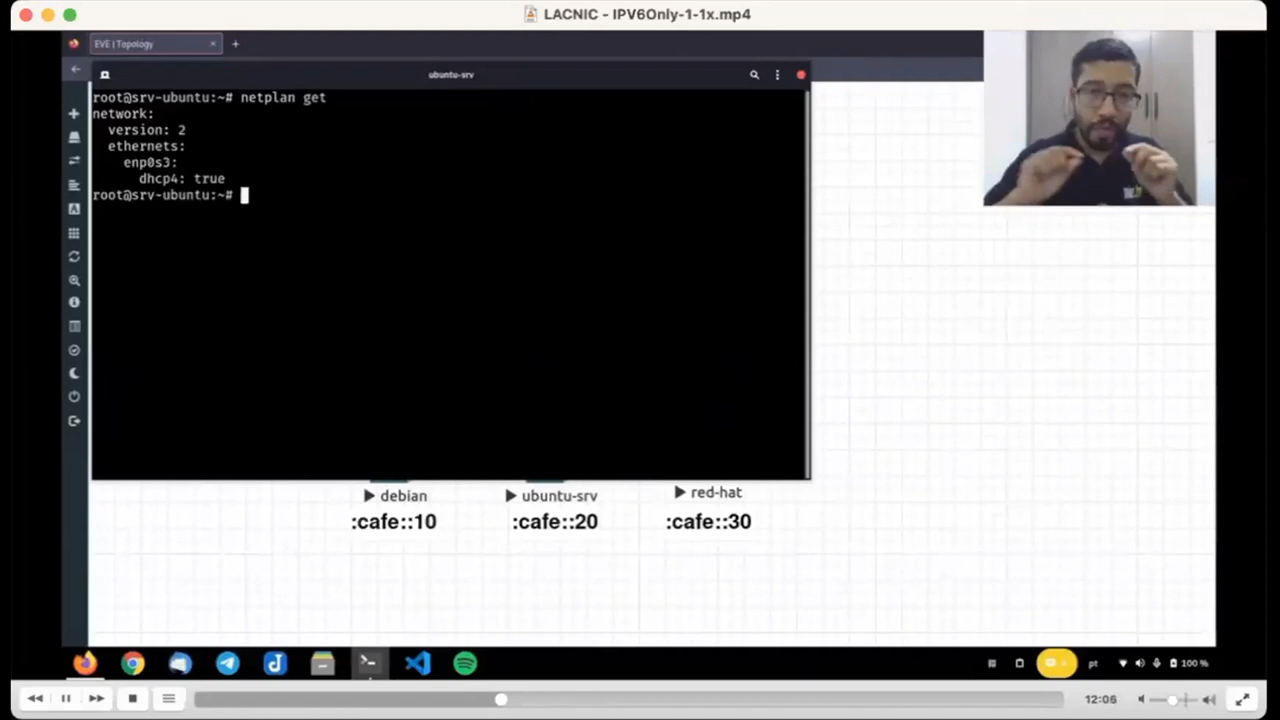 LACNIC - IPV6Only-1-1x.mp4
EVE | Topology
ubuntu-srv
root@srv-ubuntu:~# netplan get
network:
version: 2
ethernets:
enp0s3:
dhcp4: true
root@srv-ubuntu:~#
debian
ubuntu-srv
red-hat
:cafe::10
:cafe::20
:cafe::30
pt
100 %
12:06